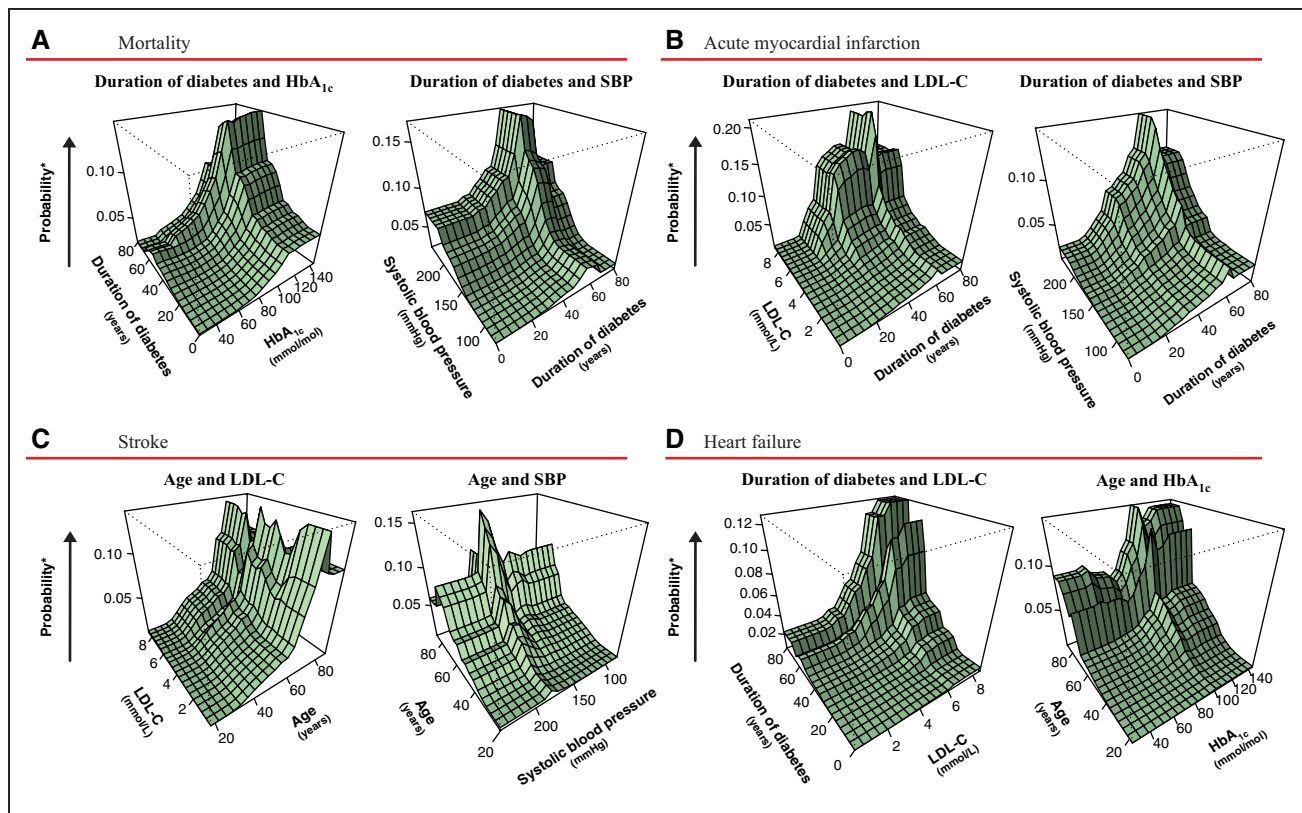 A Mortality
Duration of diabetes and HbA1c
Duration of diabetes and SBP
Probability*
0.10
0.05
80
60
40
20
0
Duration of diabetes
(years)
40
60
80
100
120
140
HbA1c
(mmol/mol)
0.15
0.10
0.05
200
150
100
Systolic blood pressure
(mmHg)
0
20
40
60
80
Duration of diabetes
(years)
B Acute myocardial infarction
Duration of diabetes and LDL-C
Duration of diabetes and SBP
Probability*
0.20
0.15
0.10
0.05
8
6
4
2
LDL-C
(mmol/L)
0
20
40
60
80
Duration of diabetes
(years)
0.10
0.05
200
150
100
Systolic blood pressure
(mmHg)
0
20
40
60
80
Duration of diabetes
(years)
C Stroke
Age and LDL-C
Age and SBP
Probability*
0.10
0.05
8
6
4
2
LDL-C
(mmol/L)
20
40
60
80
Age
(years)
0.15
0.10
0.05
80
60
40
20
Age
(years)
200
150
100
Systolic blood pressure
(mmHg)
D Heart failure
Duration of diabetes and LDL-C
Age and HbA1c
Probability*
0.12
0.10
0.08
0.06
0.04
0.02
80
60
40
20
0
Duration of diabetes
(years)
2
4
6
8
LDL-C
(mmol/L)
0.10
0.05
80
60
40
20
Age
(years)
40
60
80
100
120
140
HbA1c
(mmol/mol)